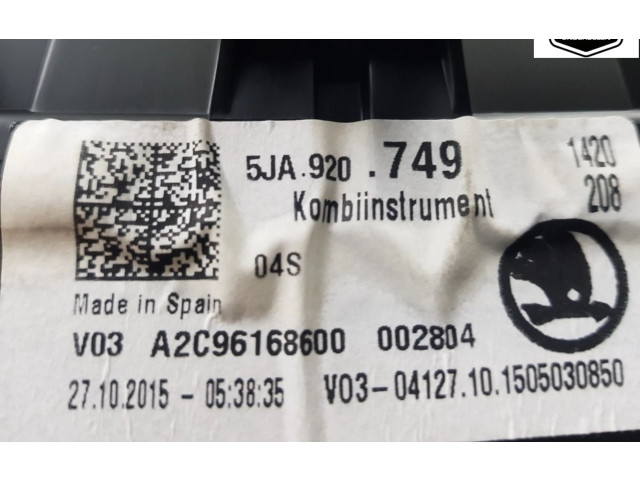 5JA.920 .749 1420
Kombiinstrument 208
04S
Made in Spain
V03 A2C96168600 002804
27.10.2015 - 05:38:35 V03-04127.10.1505030850